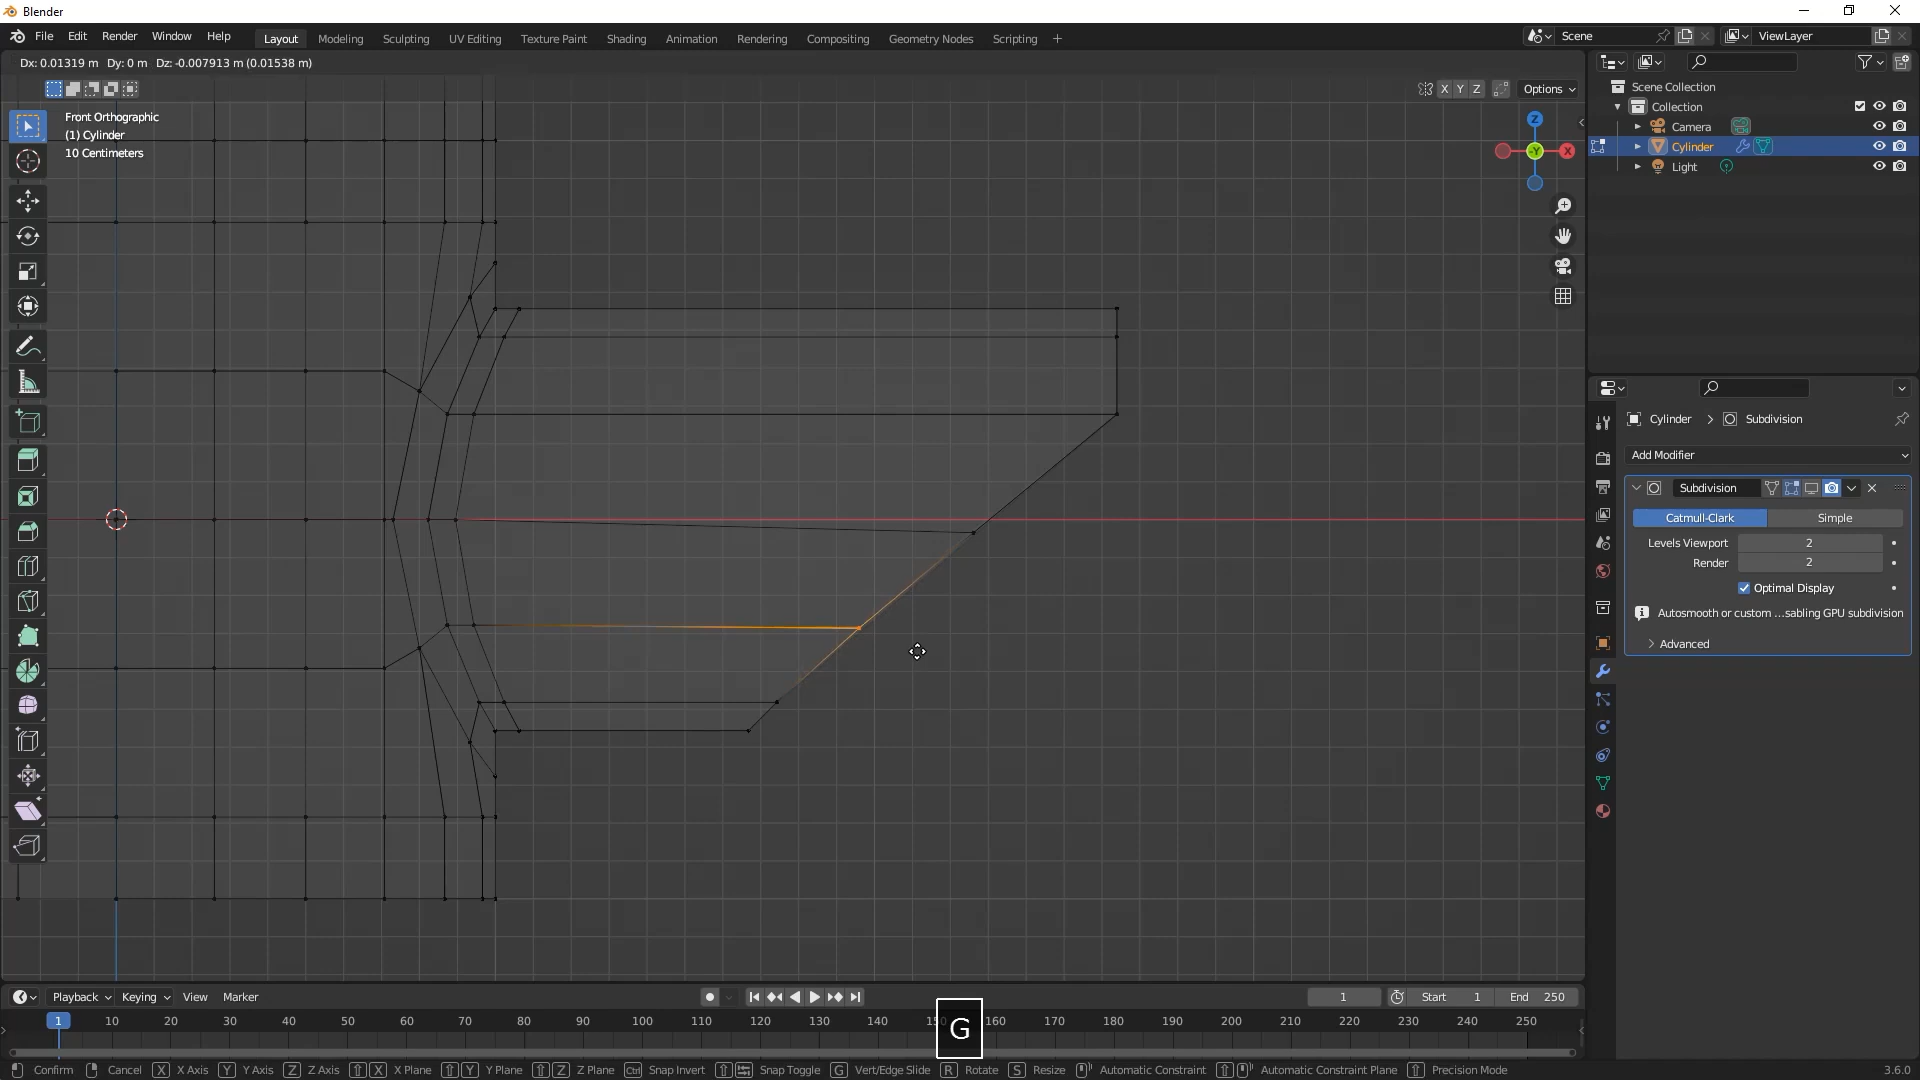 Blender
File Edit Render Window Help Layout Modeling Sculpting UV Editing Texture Paint Shading Animation Rendering Compositing Geometry Nodes Scripting + Scene ViewLayer
Dx: 0.01319 m Dy: 0 m Dz: -0.007913 m (0.01538 m)
X Y Z Options
Front Orthographic
(1) Cylinder
10 Centimeters
Z
-Y X
Scene Collection
Collection
Camera
Cylinder
Light
Cylinder > Subdivision
Add Modifier
Subdivision
Catmull-Clark Simple
Levels Viewport 2
Render 2
Optimal Display
Autosmooth or custom ...sabling GPU subdivision
Advanced
Playback Keying View Marker 1 Start 1 End 250
1 10 20 30 40 50 60 70 80 90 100 110 120 130 140 160 170 180 190 200 210 220 230 240 250
G
Confirm Cancel X X Axis Y Y Axis Z Z Axis X X Plane Y Y Plane Z Z Plane Ctrl Snap Invert Snap Toggle G Vert/Edge Slide R Rotate S Resize Automatic Constraint Automatic Constraint Plane Precision Mode 3.6.0